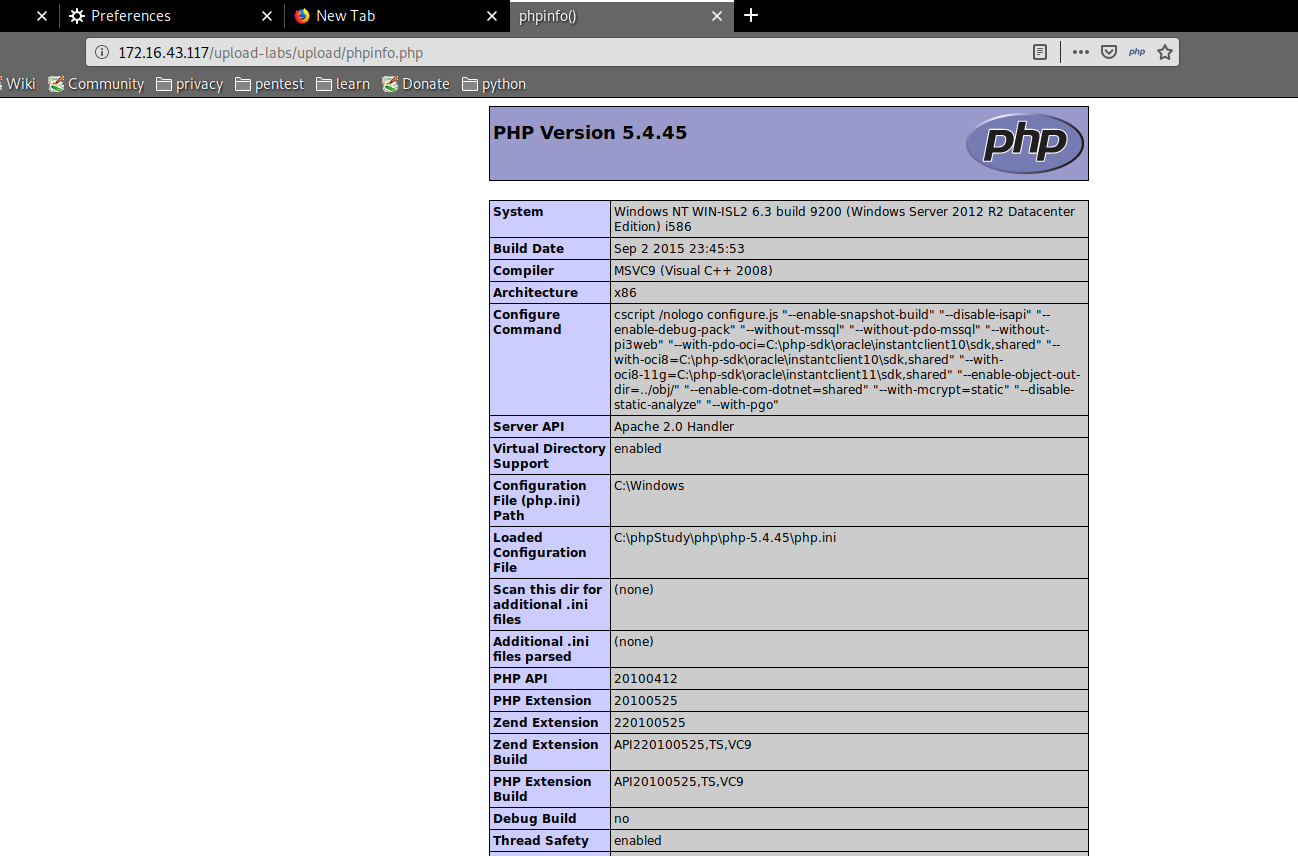 Preferences
New Tab
phpinfo()
172.16.43.117/upload-labs/upload/phpinfo.php
php
Wiki
Community
privacy
pentest
learn
Donate
python
PHP Version 5.4.45
php
System
Windows NT WIN-ISL2 6.3 build 9200 (Windows Server 2012 R2 Datacenter
Edition) i586
Build Date
Sep 2 2015 23:45:53
Compiler
MSVC9 (Visual C++ 2008)
Architecture
x86
Configure
Command
cscript /nologo configure.js "--enable-snapshot-build" "--disable-isapi" "--
enable-debug-pack" "--without-mssql" "--without-pdo-mssql" "--without-
pi3web" "--with-pdo-oci=C:\php-sdk\oracle\instantclient10\sdk,shared" "--
with-oci8=C:\php-sdk\oracle\instantclient10\sdk,shared" "--with-
oci8-11g=C:\php-sdk\oracle\instantclient11\sdk,shared" "--enable-object-out-
dir=../obj/" "--enable-com-dotnet=shared" "--with-mcrypt=static" "--disable-
static-analyze" "--with-pgo"
Server API
Apache 2.0 Handler
Virtual Directory
Support
enabled
Configuration
File (php.ini)
Path
C:\Windows
Loaded
Configuration
File
C:\phpStudy\php\php-5.4.45\php.ini
Scan this dir for
additional .ini
files
(none)
Additional .ini
files parsed
(none)
PHP API
20100412
PHP Extension
20100525
Zend Extension
220100525
Zend Extension
Build
API220100525,TS,VC9
PHP Extension
Build
API20100525,TS,VC9
Debug Build
no
Thread Safety
enabled